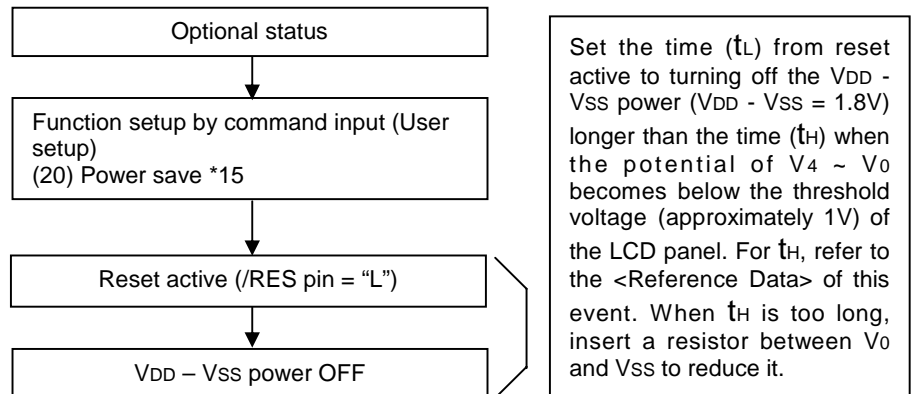 Optional status
Function setup by command input (User
setup)
(20) Power save *15
Reset active (/RES pin = “L”)
VDD – VSS power OFF
Set the time (tL) from reset
active to turning off the VDD -
VSS power (VDD - VSS = 1.8V)
longer than the time (tH) when
the potential of V4 ~ V0
becomes below the threshold
voltage (approximately 1V) of
the LCD panel. For tH, refer to
the <Reference Data> of this
event. When tH is too long,
insert a resistor between V0
and VSS to reduce it.